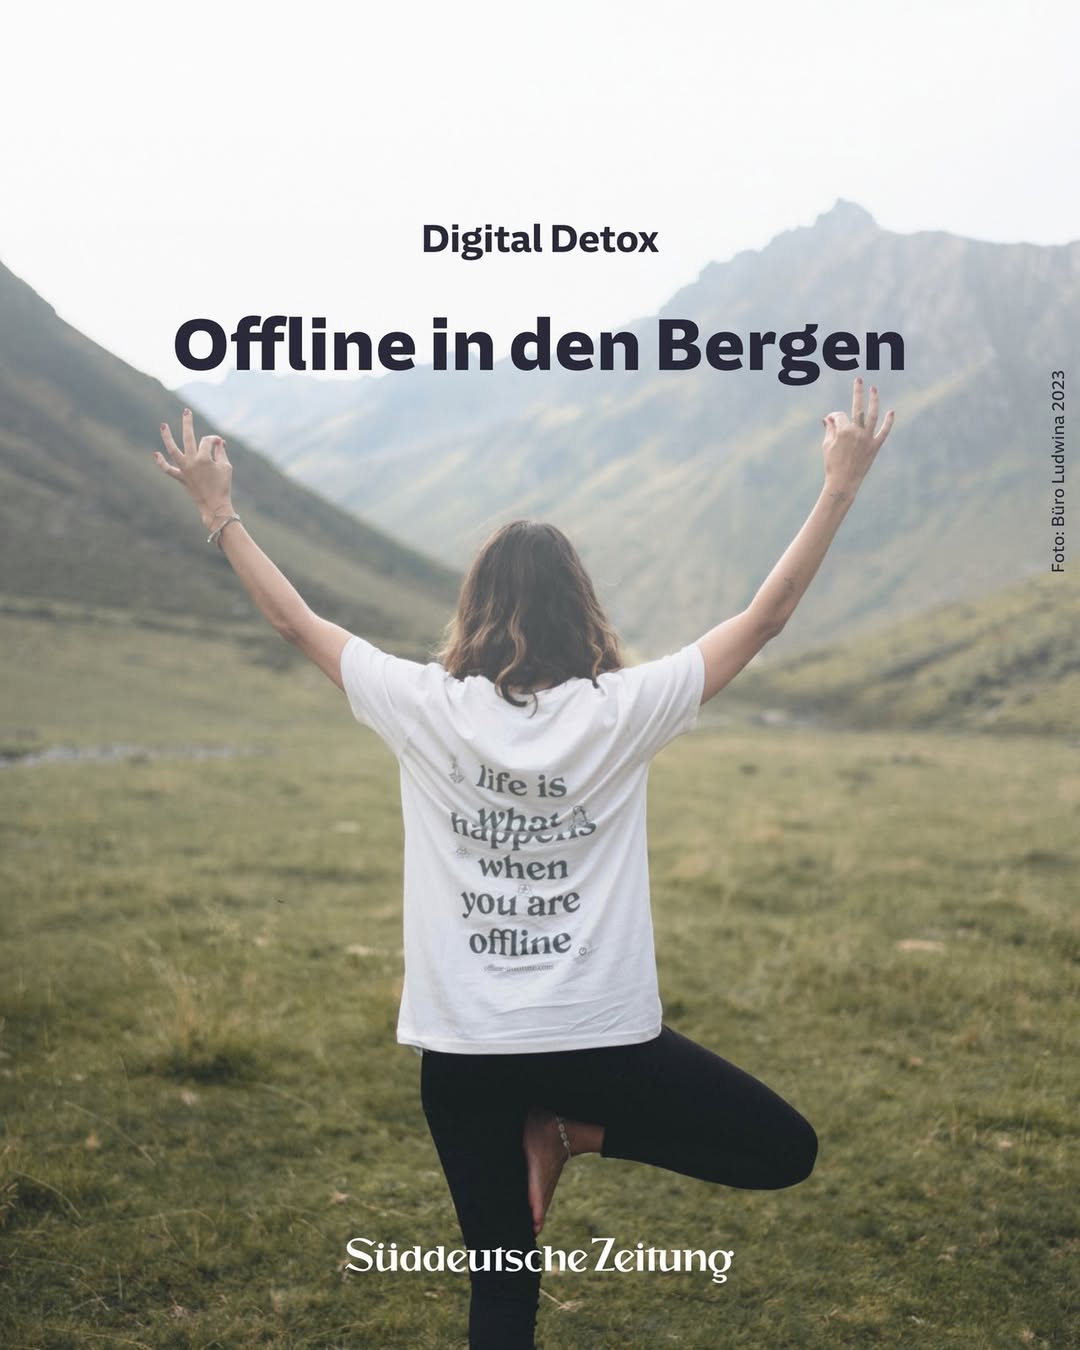 Digital Detox
Offline in den Bergen
Foto: Büro Ludwina 2023
life is
what
happens
when
you are
offline
Süddeutsche Zeitung